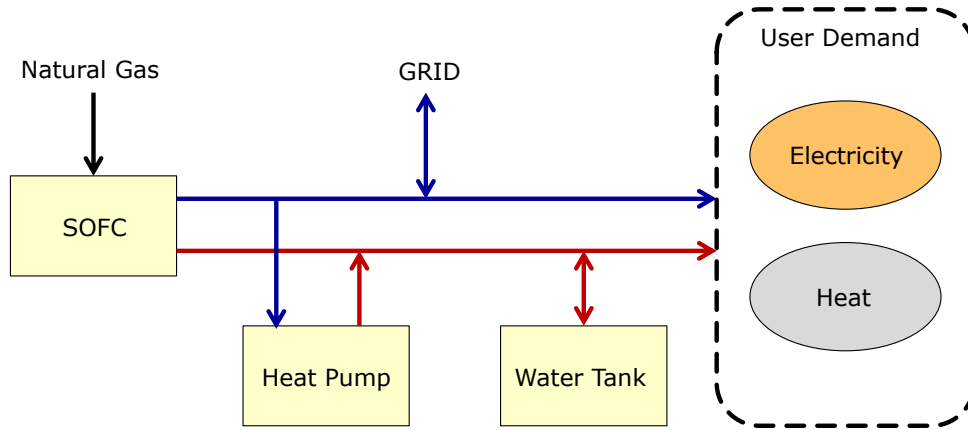 User Demand
Natural Gas
GRID
Electricity
SOFC
Heat
Heat Pump
Water Tank